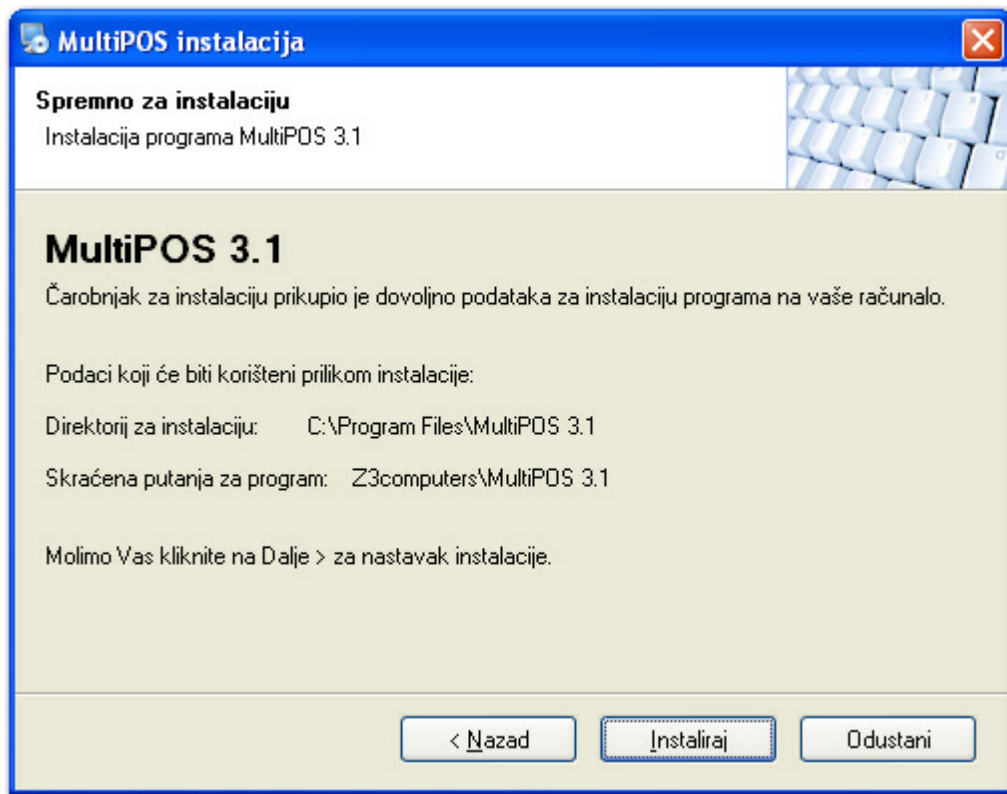 MultiPOS instalacija
Spremno za instalaciju
Instalacija programa MultiPOS 3.1
MultiPOS 3.1
Čarobnjak za instalaciju prikupio je dovoljno podataka za instalaciju programa na vaše računalo.
Podaci koji će biti korišteni prilikom instalacije:
Direktorij za instalaciju: C:\Program Files\MultiPOS 3.1
Skraćena putanja za program: Z3computers\MultiPOS 3.1
Molimo Vas kliknite na Dalje > za nastavak instalacije.
< Nazad Instaliraj Odustani